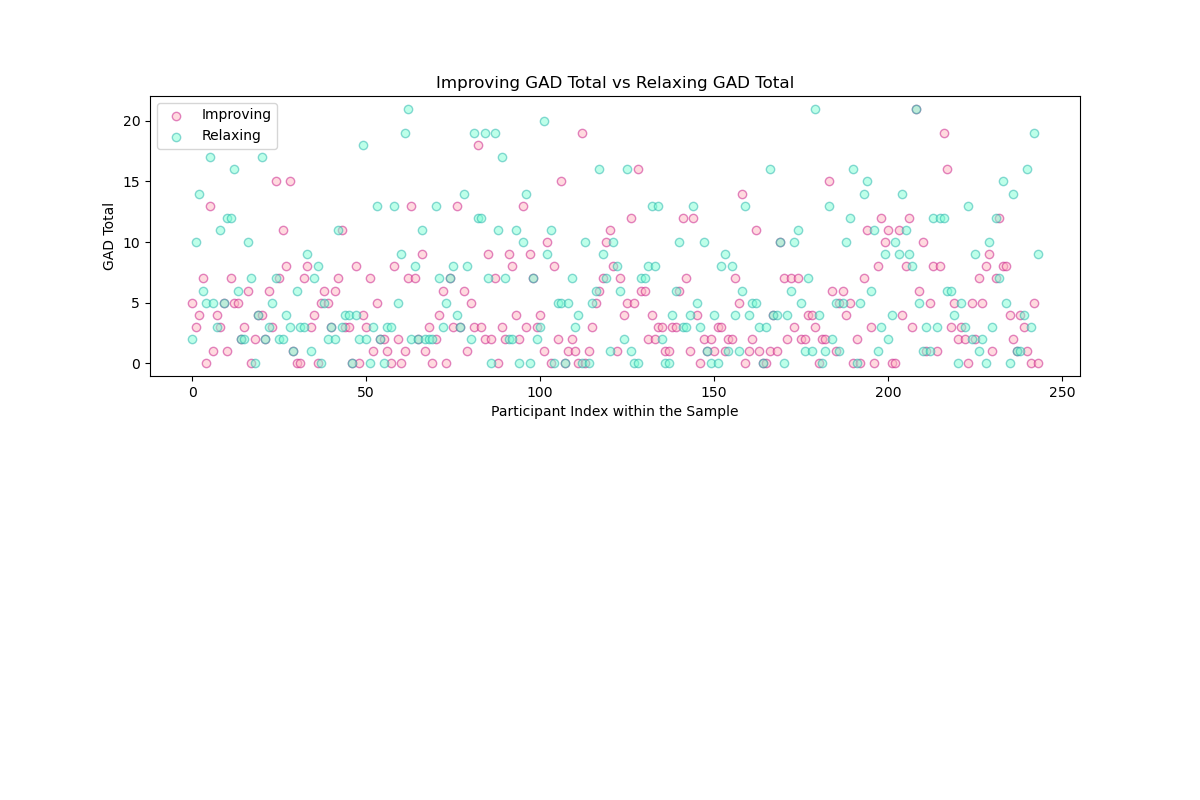 Improving GAD Total vs Relaxing GAD Total
Improving
Relaxing
GAD Total
20
15
10
5
0
0 50 100 150 200 250
Participant Index within the Sample